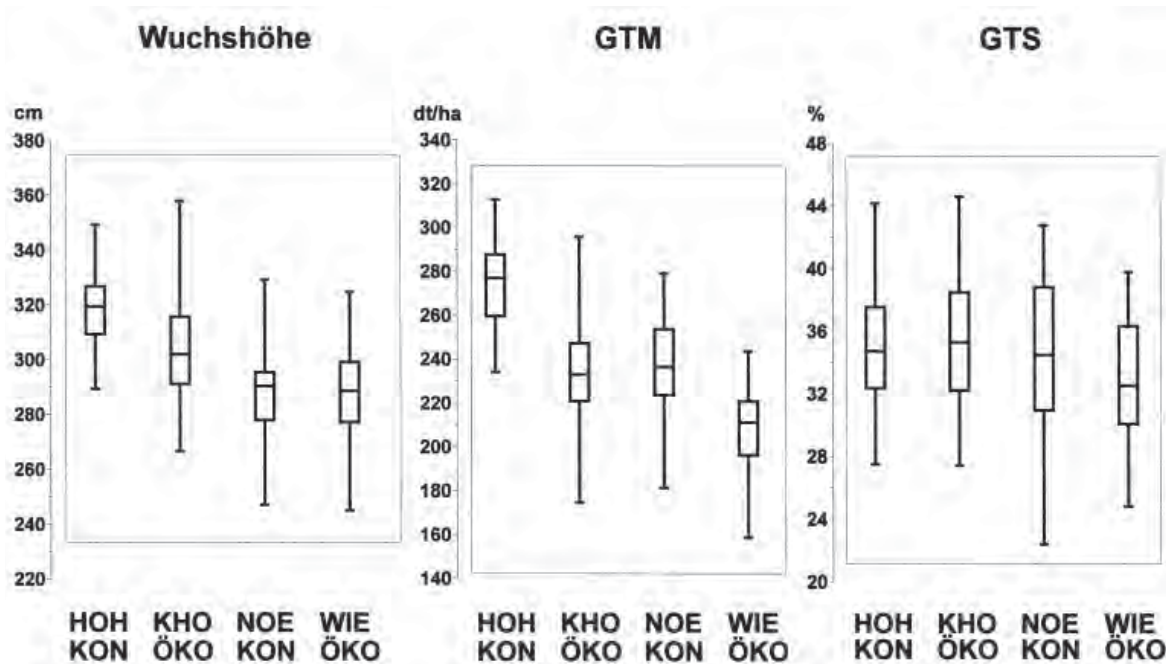 Wuchshöhe
GTM
GTS
cm
380
360
340
320
300
280
260
240
220
dt/ha
340
320
300
280
260
240
220
200
180
160
140
%
48
44
40
36
32
28
24
20
HOH KHO NOE WIE
KON ÖKO KON ÖKO
HOH KHO NOE WIE
KON ÖKO KON ÖKO
HOH KHO NOE WIE
KON ÖKO KON ÖKO